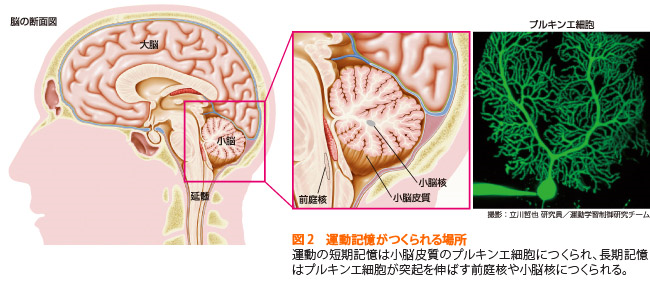 脳の断面図
大脳
小脳
延髄
前庭核
小脳核
小脳皮質
プルキンエ細胞
撮影：立川哲也 研究員／運動学習制御研究チーム
図2　運動記憶がつくられる場所
運動の短期記憶は小脳皮質のプルキンエ細胞につくられ、長期記憶
はプルキンエ細胞が突起を伸ばす前庭核や小脳核につくられる。